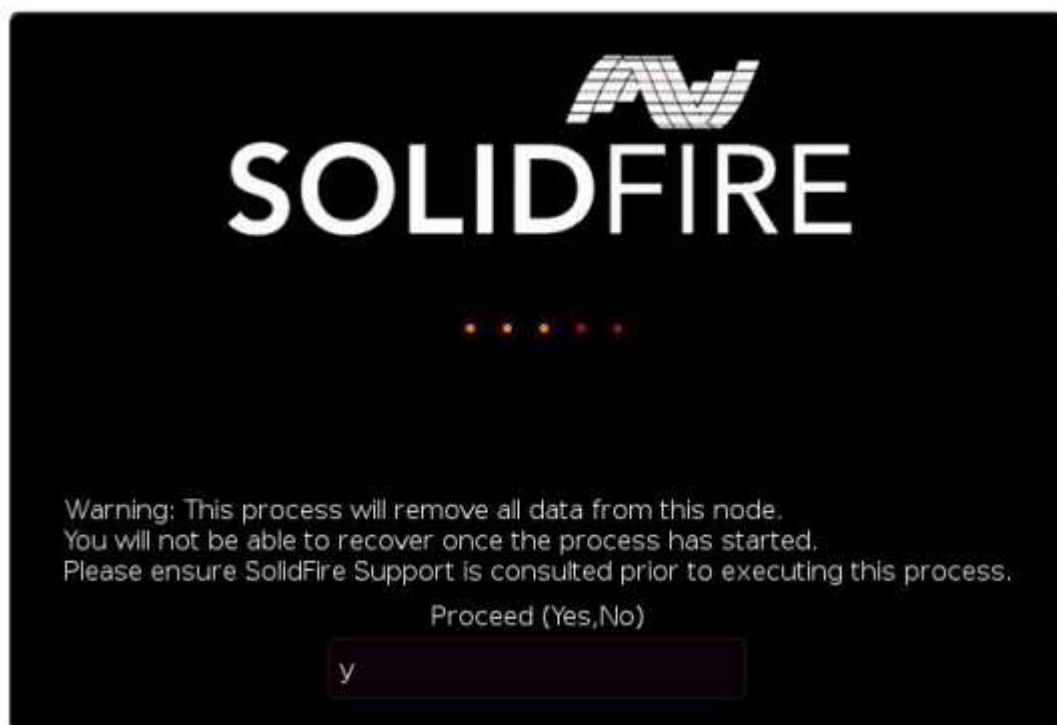 SOLIDFIRE
Warning: This process will remove all data from this node.
You will not be able to recover once the process has started.
Please ensure SolidFire Support is consulted prior to executing this process.
Proceed (Yes,No)
y